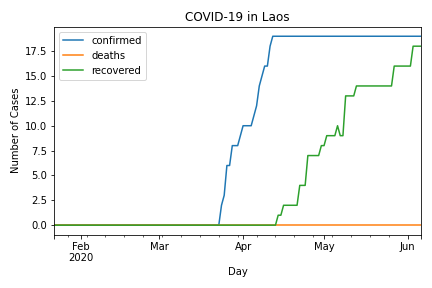 COVID-19 in Laos
confirmed
deaths
recovered
Number of Cases
17.5
15.0
12.5
10.0
7.5
5.0
2.5
0.0
Feb Mar Apr May Jun
2020
Day